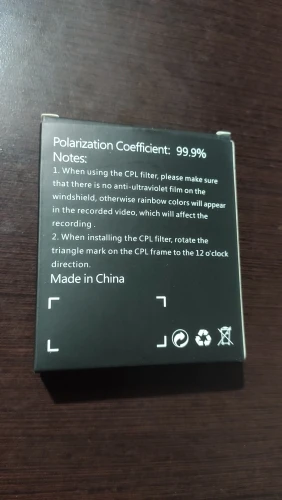 Polarization Coefficient: 99.9%
Notes:
1. When using the CPL filter, please make sure
that there is no anti-ultraviolet film on the
windshield, otherwise rainbow colors will appear
in the recorded video, which will affect the
recording .
2. When installing the CPL filter, rotate the
triangle mark on the CPL frame to the 12 o'clock
direction.
Made in China